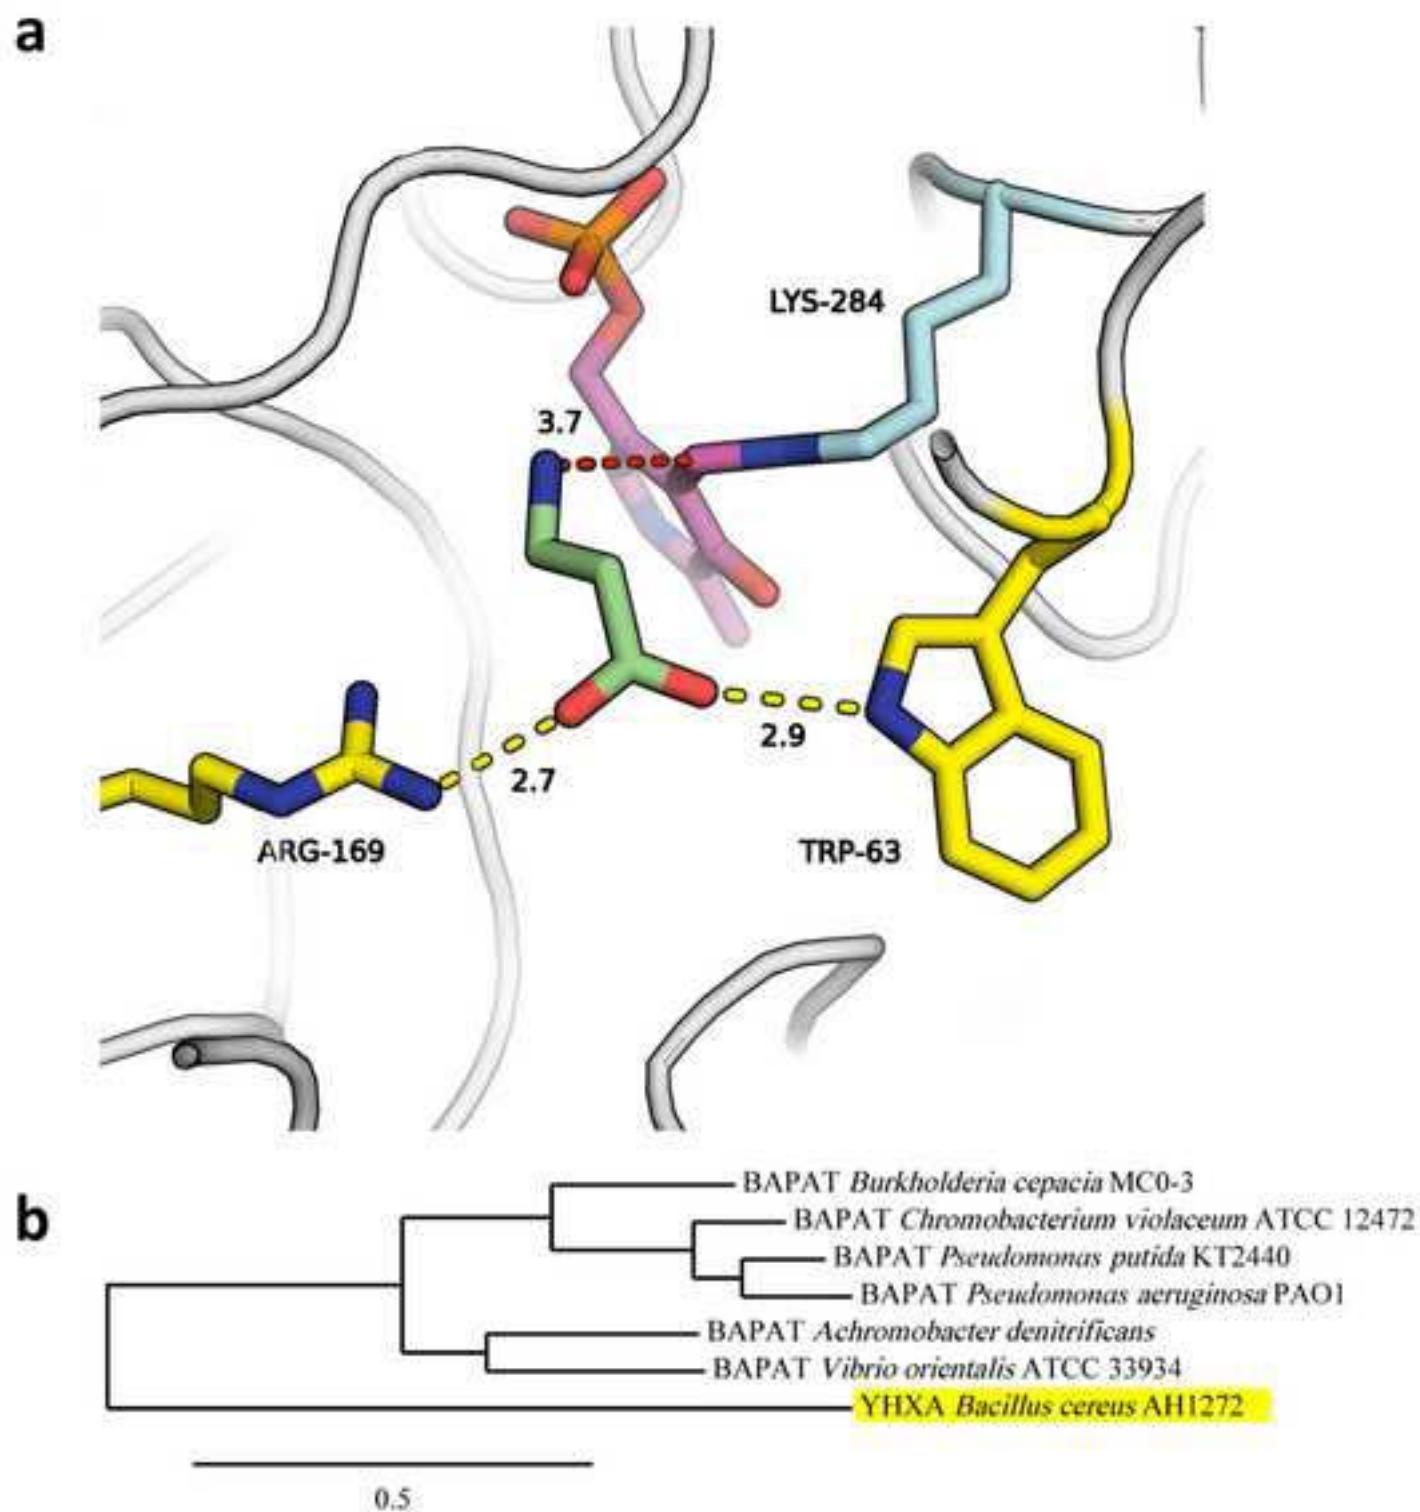 a
LYS-284
3.7
2.9
2.7
ARG-169
TRP-63
b
BAPAT Burkholderia cepacia MC0-3
BAPAT Chromobacterium violaceum ATCC 12472
BAPAT Pseudomonas putida KT2440
BAPAT Pseudomonas aeruginosa PAO1
BAPAT Achromobacter denitrificans
BAPAT Vibrio orientalis ATCC 33934
YHXA Bacillus cereus AH1272
0.5